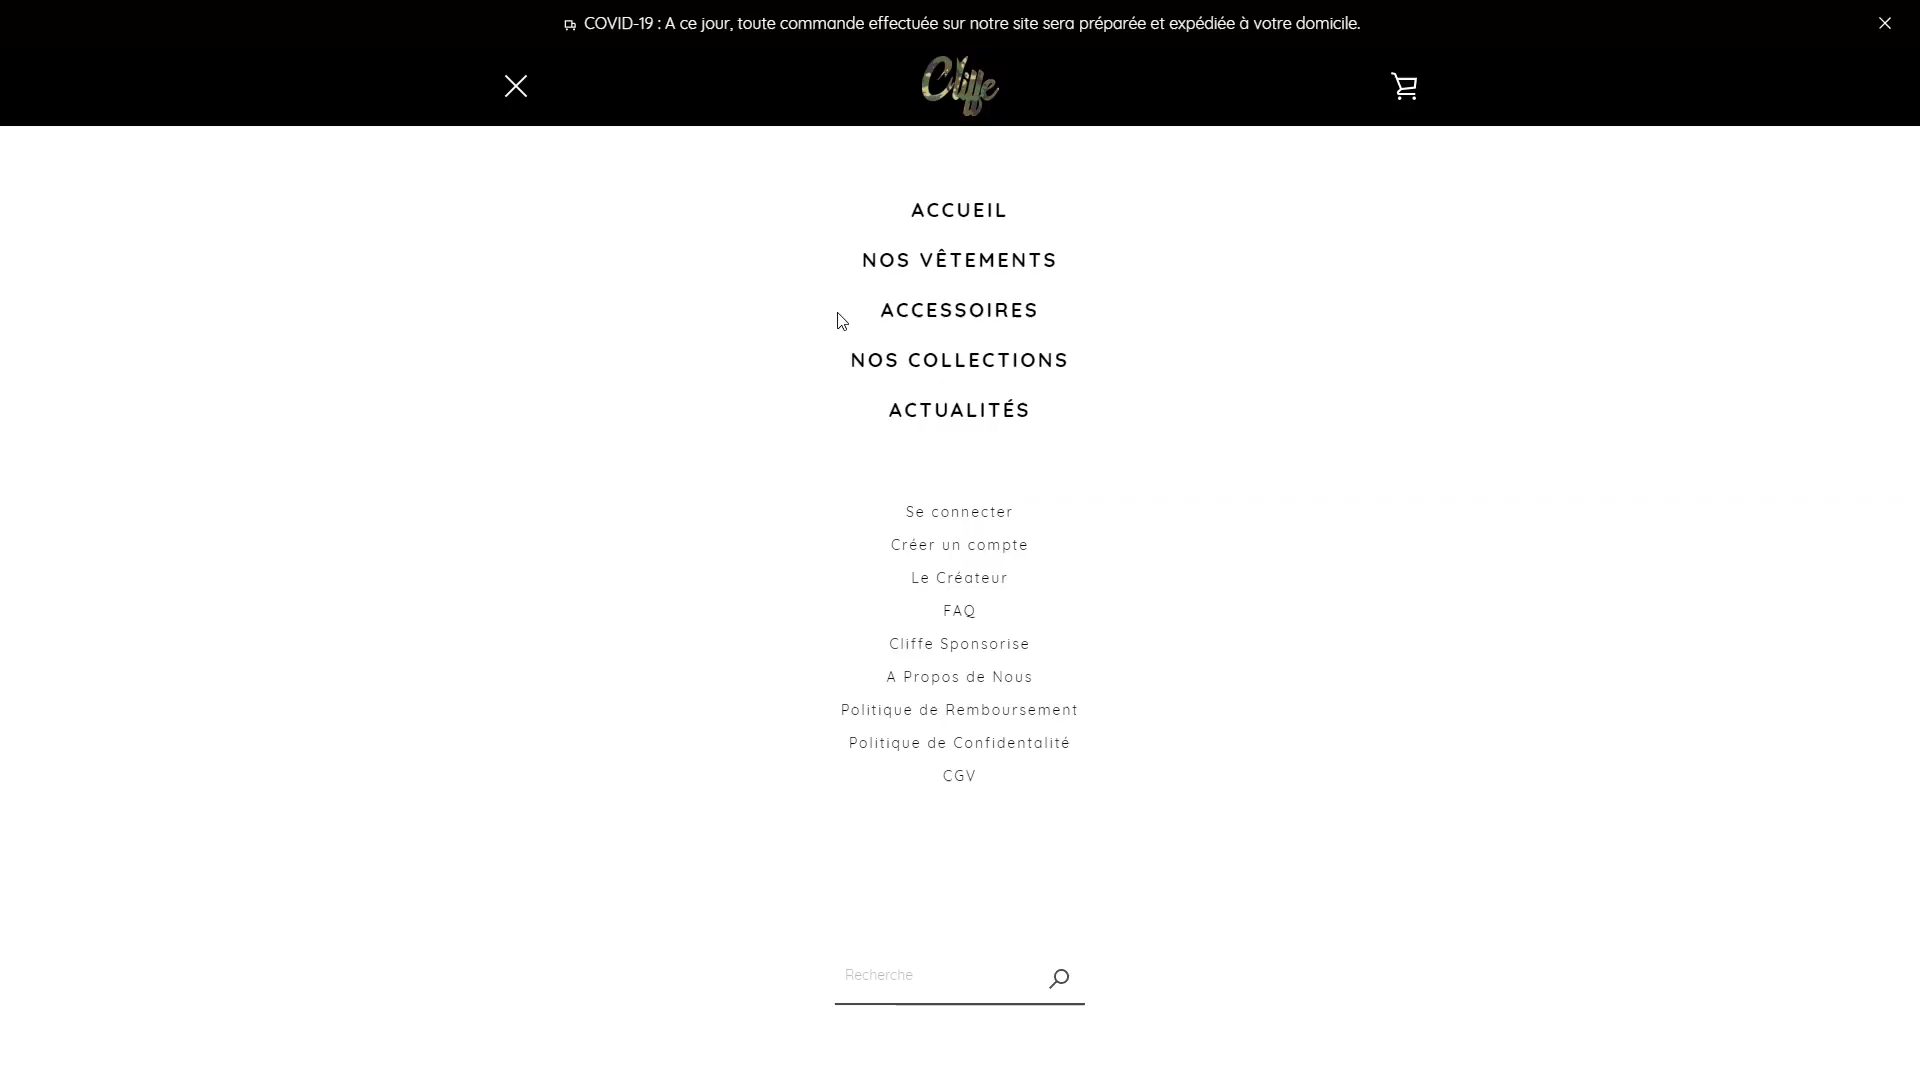 COVID-19 : A ce jour, toute commande effectuée sur notre site sera préparée et expédiée à votre domicile.
Cliffe
ACCUEIL
NOS VÊTEMENTS
ACCESSOIRES
NOS COLLECTIONS
ACTUALITÉS
Se connecter
Créer un compte
Le Créateur
FAQ
Cliffe Sponsorise
A Propos de Nous
Politique de Remboursement
Politique de Confidentalité
CGV
Recherche